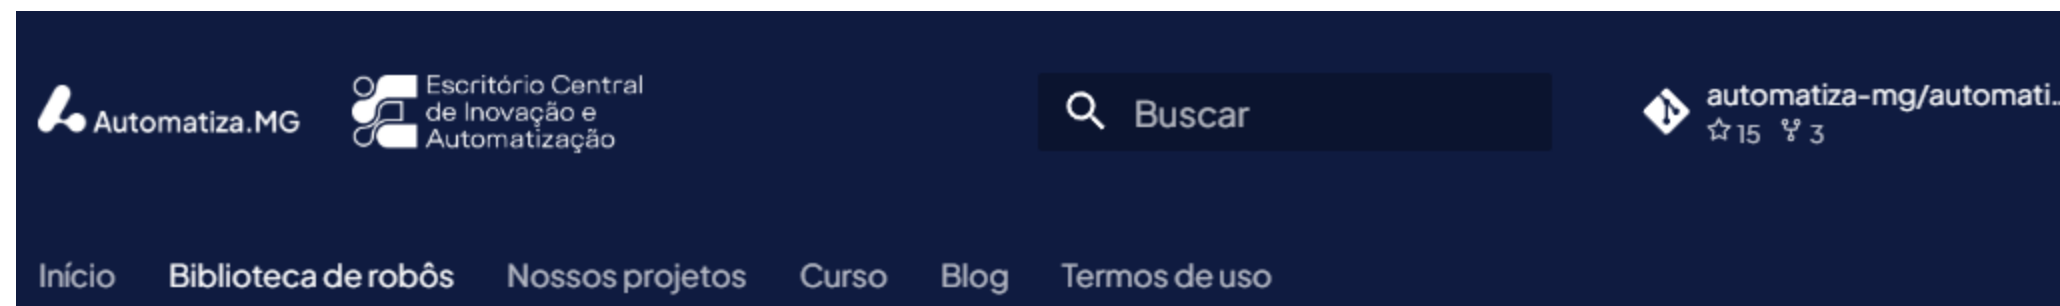 Automatiza.MG
Escritório Central
de Inovação e
Automatização
Buscar
automatiza-mg/automati...
15 3
Início Biblioteca de robôs Nossos projetos Curso Blog Termos de uso